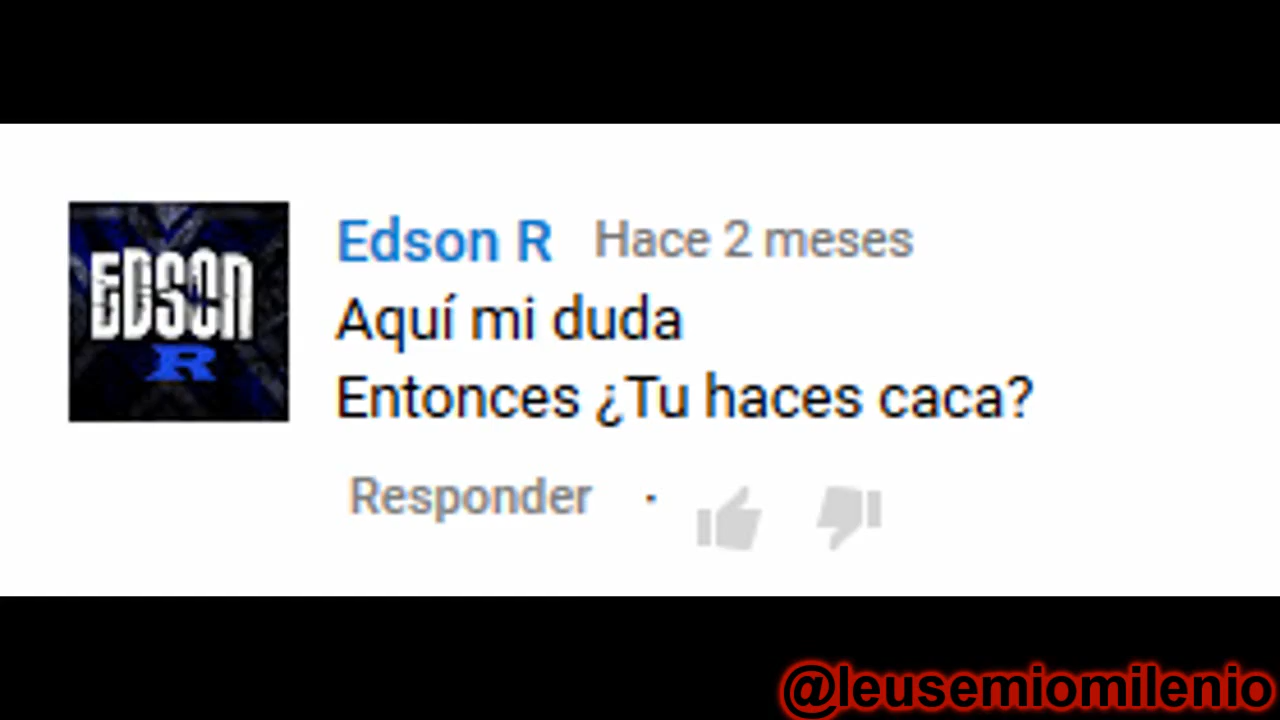 EDSON
R
Edson R Hace 2 meses
Aquí mi duda
Entonces ¿Tu haces caca?
Responder ·
@leusemiomilenio